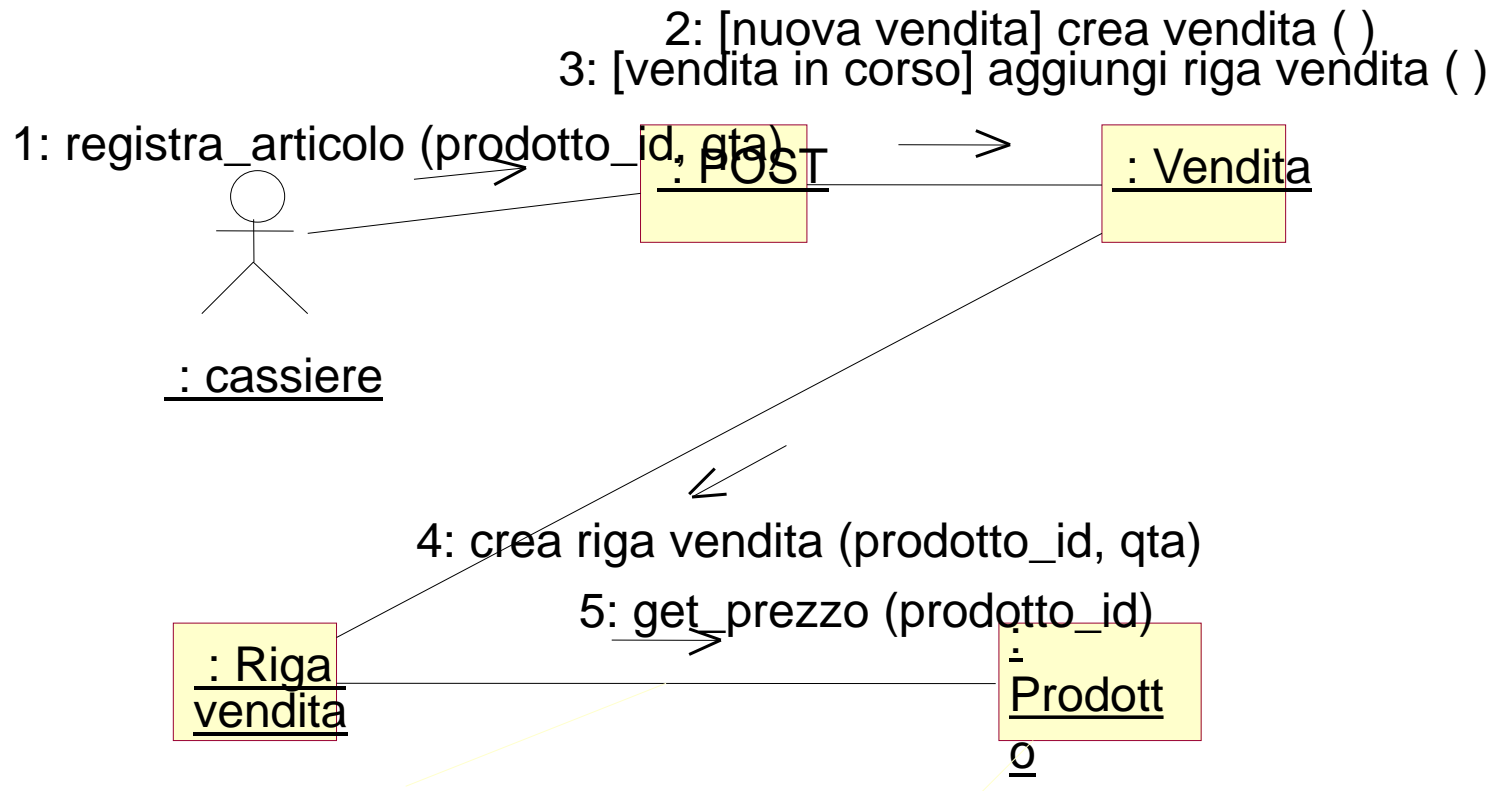 2: [nuova vendita] crea vendita ( )
3: [vendita in corso] aggiungi riga vendita ( )
1: registra_articolo (prodotto_id, qta)
: POST
: Vendita
: cassiere
4: crea riga vendita (prodotto_id, qta)
5: get_prezzo (prodotto_id)
: Riga
vendita
:
Prodott
o